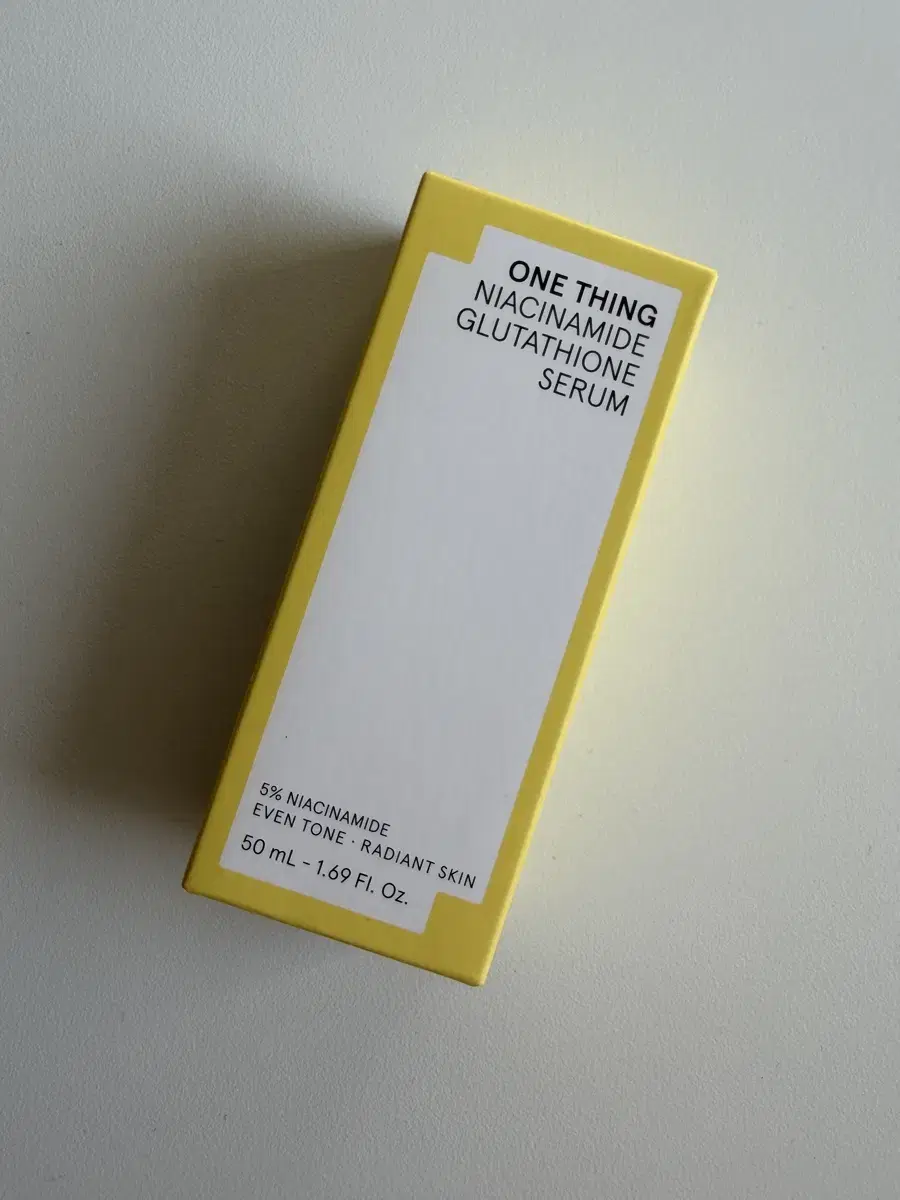 ONE THING
NIACINAMIDE
GLUTATHIONE
SERUM
5% NIACINAMIDE
EVEN TONE · RADIANT SKIN
50 mL – 1.69 Fl. Oz.